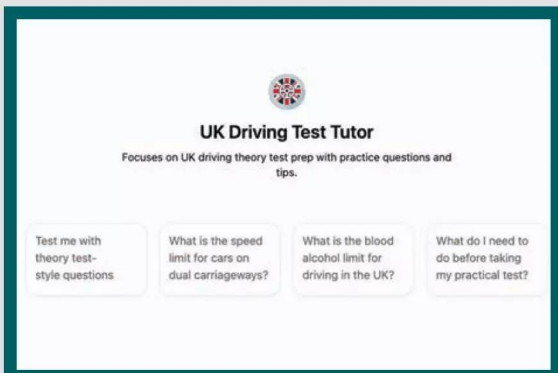 UK Driving Test Tutor
Focuses on UK driving theory test prep with practice questions and
tips.
Test me with
theory test-
style questions
What is the speed
limit for cars on
dual carriageways?
What is the blood
alcohol limit for
driving in the UK?
What do I need to
do before taking
my practical test?